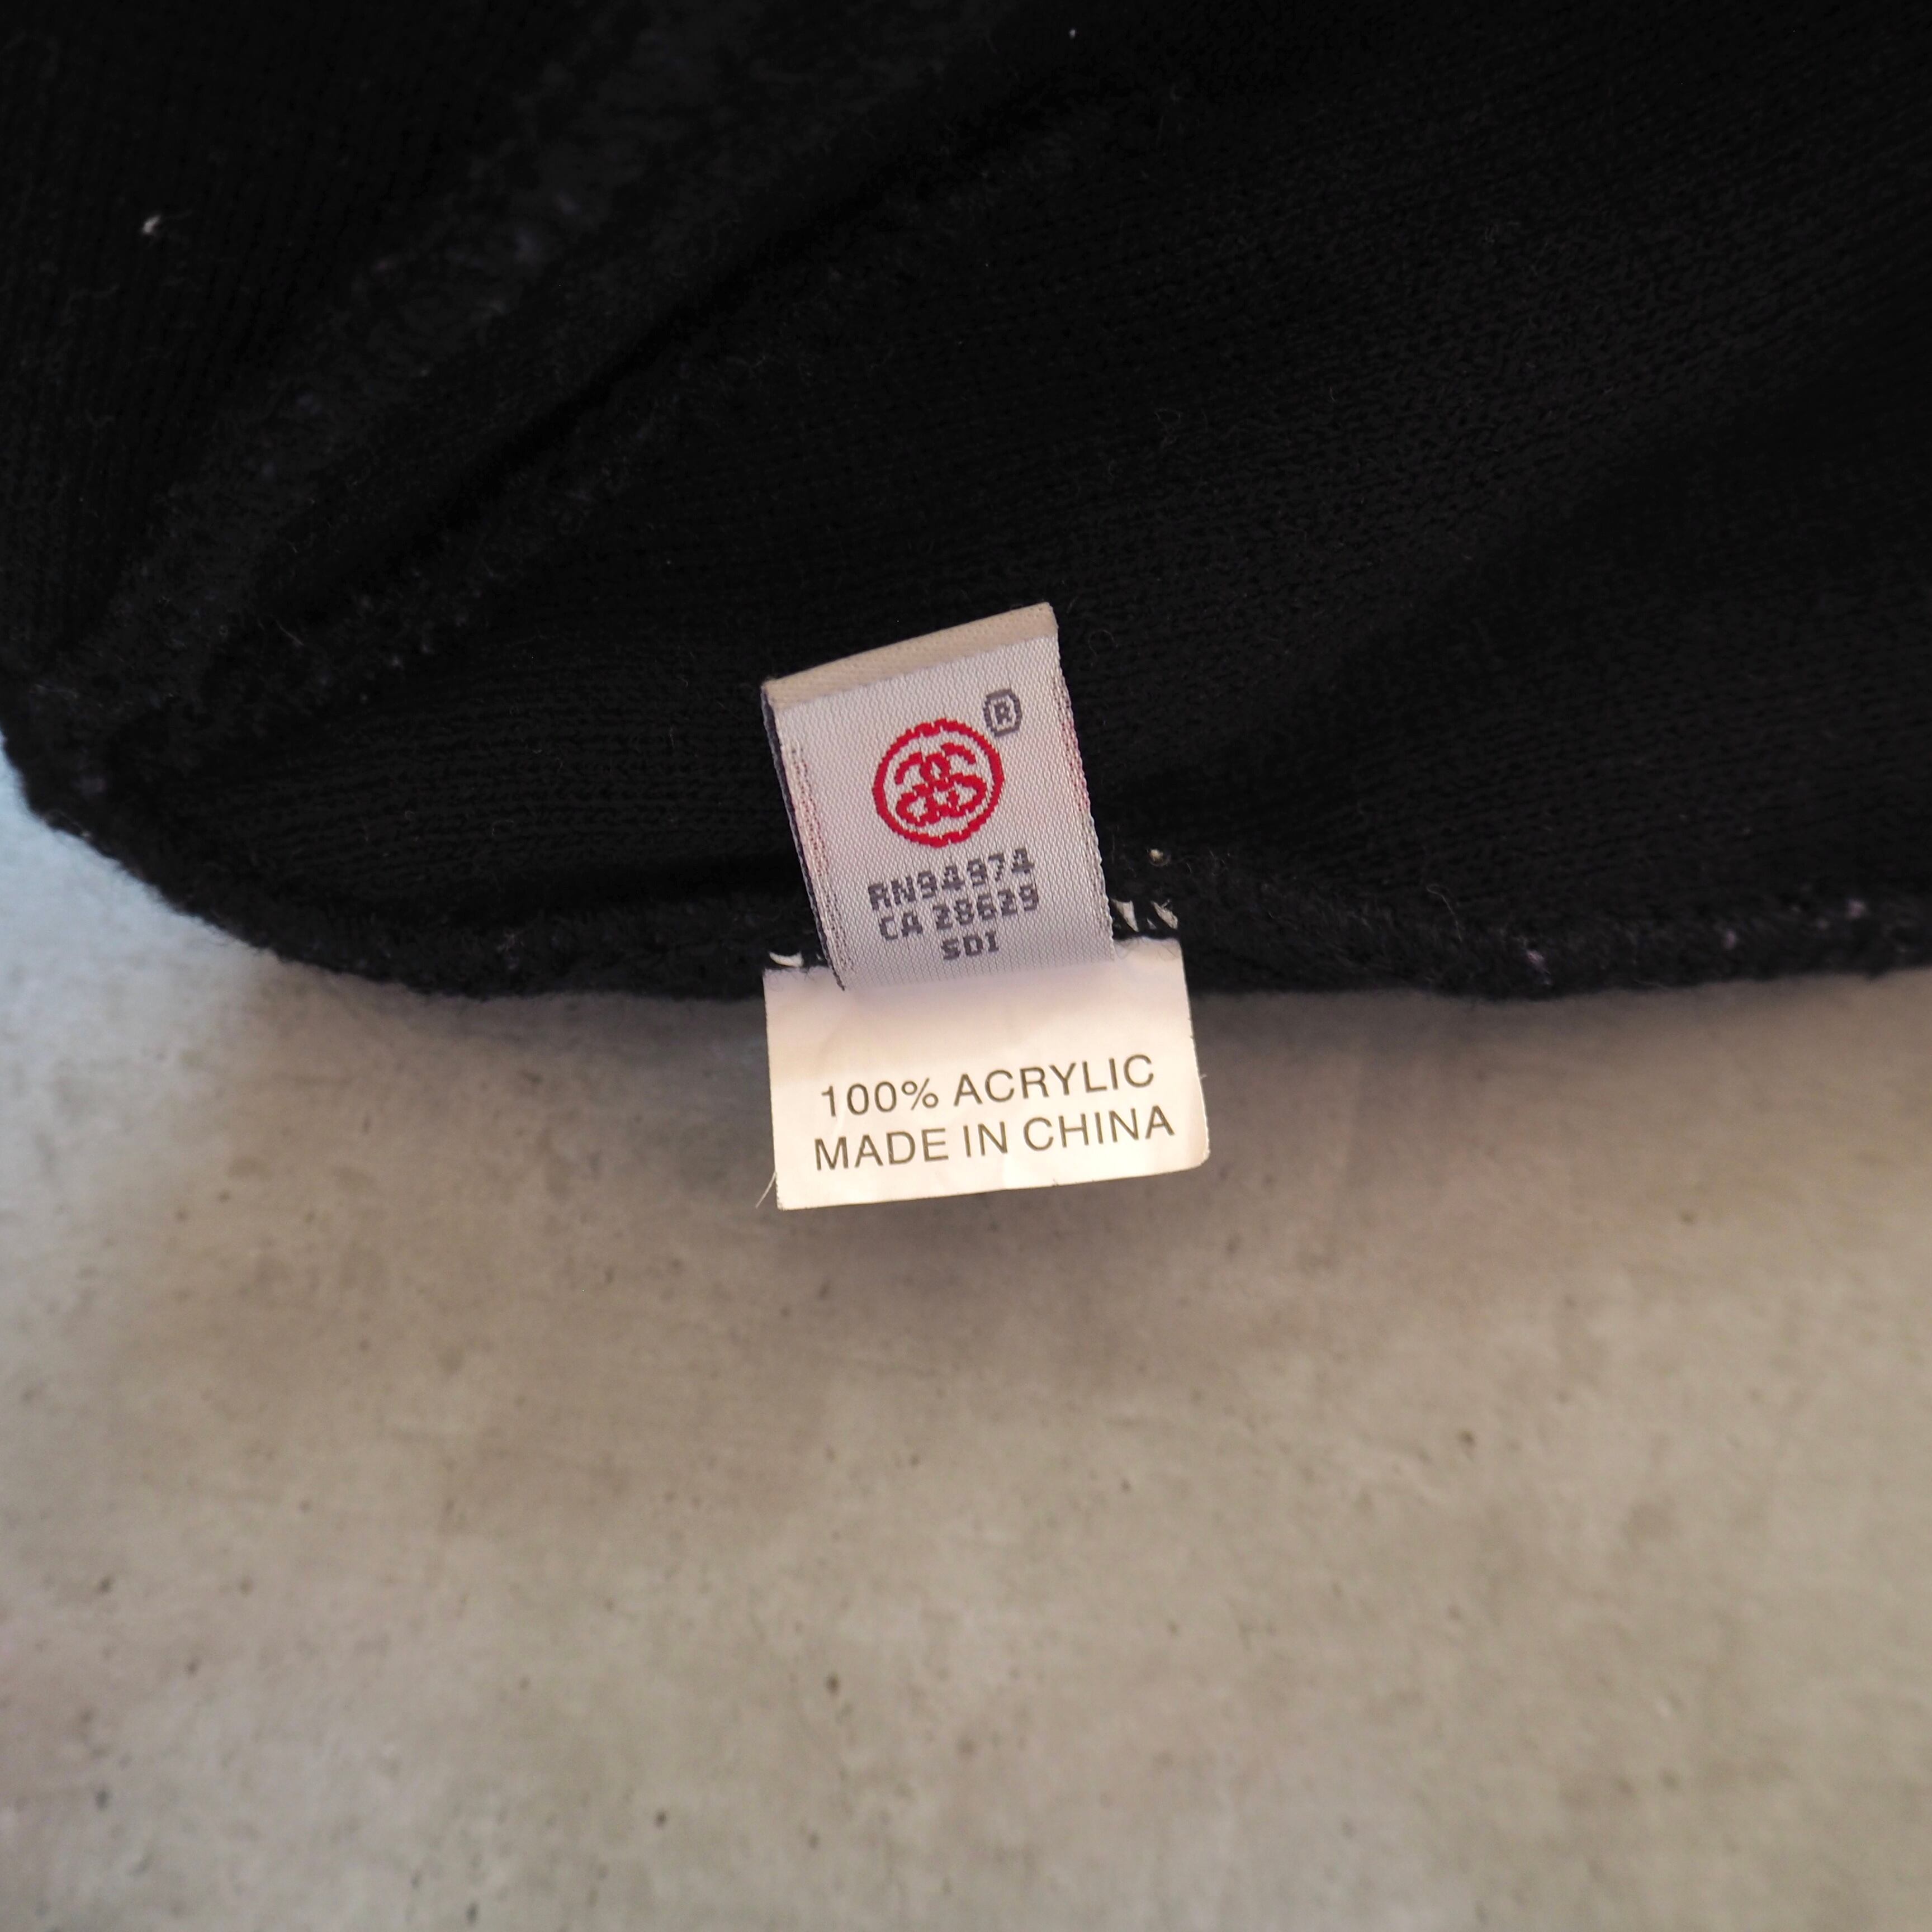 ®
RN94974
CA 28629
SDI
100% ACRYLIC
MADE IN CHINA